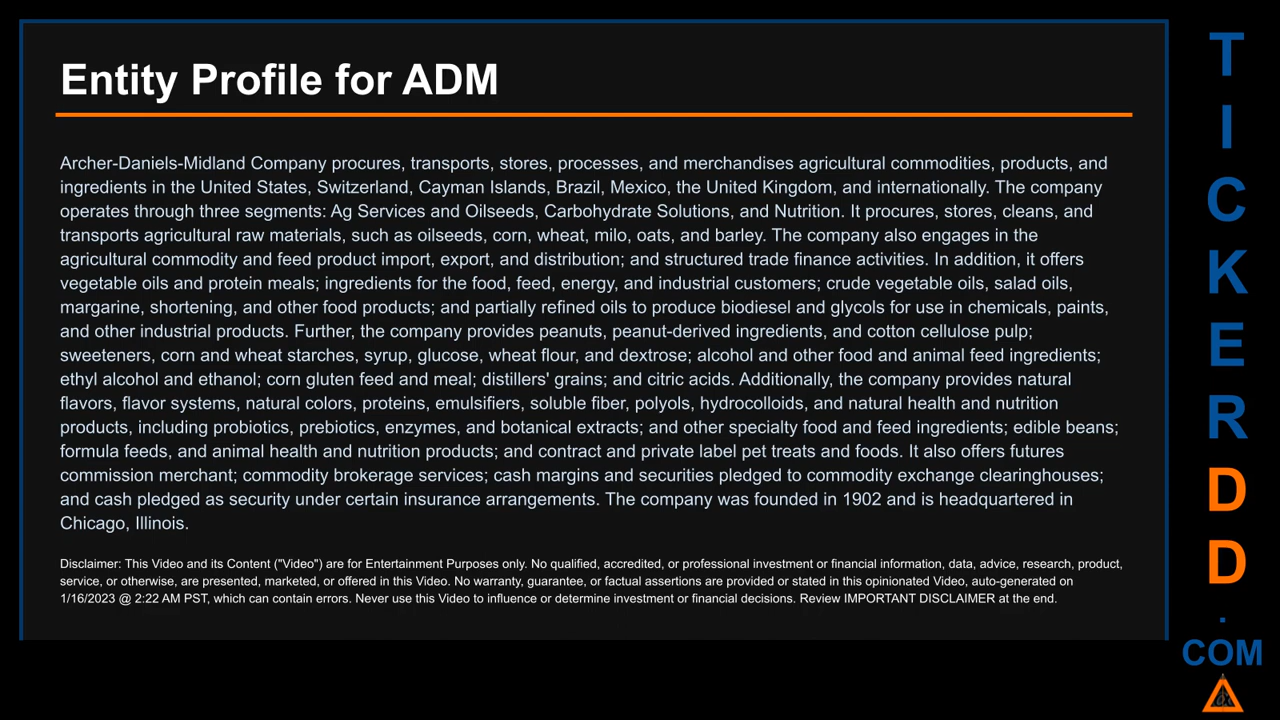 Entity Profile for ADM
Archer-Daniels-Midland Company procures, transports, stores, processes, and merchandises agricultural commodities, products, and
ingredients in the United States, Switzerland, Cayman Islands, Brazil, Mexico, the United Kingdom, and internationally. The company
operates through three segments: Ag Services and Oilseeds, Carbohydrate Solutions, and Nutrition. It procures, stores, cleans, and
transports agricultural raw materials, such as oilseeds, corn, wheat, milo, oats, and barley. The company also engages in the
agricultural commodity and feed product import, export, and distribution; and structured trade finance activities. In addition, it offers
vegetable oils and protein meals; ingredients for the food, feed, energy, and industrial customers; crude vegetable oils, salad oils,
margarine, shortening, and other food products; and partially refined oils to produce biodiesel and glycols for use in chemicals, paints,
and other industrial products. Further, the company provides peanuts, peanut-derived ingredients, and cotton cellulose pulp;
sweeteners, corn and wheat starches, syrup, glucose, wheat flour, and dextrose; alcohol and other food and animal feed ingredients;
ethyl alcohol and ethanol; corn gluten feed and meal; distillers' grains; and citric acids. Additionally, the company provides natural
flavors, flavor systems, natural colors, proteins, emulsifiers, soluble fiber, polyols, hydrocolloids, and natural health and nutrition
products, including probiotics, prebiotics, enzymes, and botanical extracts; and other specialty food and feed ingredients; edible beans;
formula feeds, and animal health and nutrition products; and contract and private label pet treats and foods. It also offers futures
commission merchant; commodity brokerage services; cash margins and securities pledged to commodity exchange clearinghouses;
and cash pledged as security under certain insurance arrangements. The company was founded in 1902 and is headquartered in
Chicago, Illinois.
Disclaimer: This Video and its Content ("Video") are for Entertainment Purposes only. No qualified, accredited, or professional investment or financial information, data, advice, research, product,
service, or otherwise, are presented, marketed, or offered in this Video. No warranty, guarantee, or factual assertions are provided or stated in this opinionated Video, auto-generated on
1/16/2023 @ 2:22 AM PST, which can contain errors. Never use this Video to influence or determine investment or financial decisions. Review IMPORTANT DISCLAIMER at the end.
T
I
C
K
E
R
D
D
.
COM